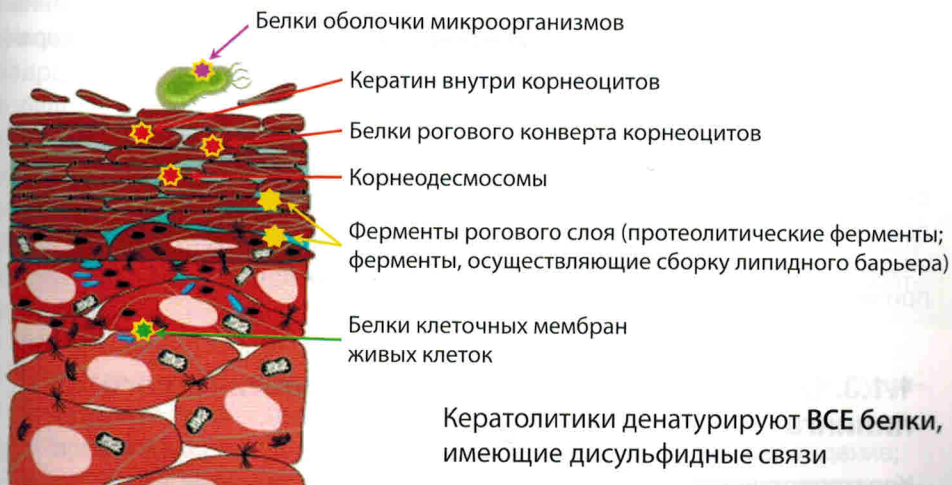 Белки оболочки микроорганизмов
Кератин внутри корнеоцитов
Белки рогового конверта корнеоцитов
Корнеодесмосомы
Ферменты рогового слоя (протеолитические ферменты;
ферменты, осуществляющие сборку липидного барьера)
Белки клеточных мембран
живых клеток
Кератолитики денатурируют ВСЕ белки,
имеющие дисульфидные связи